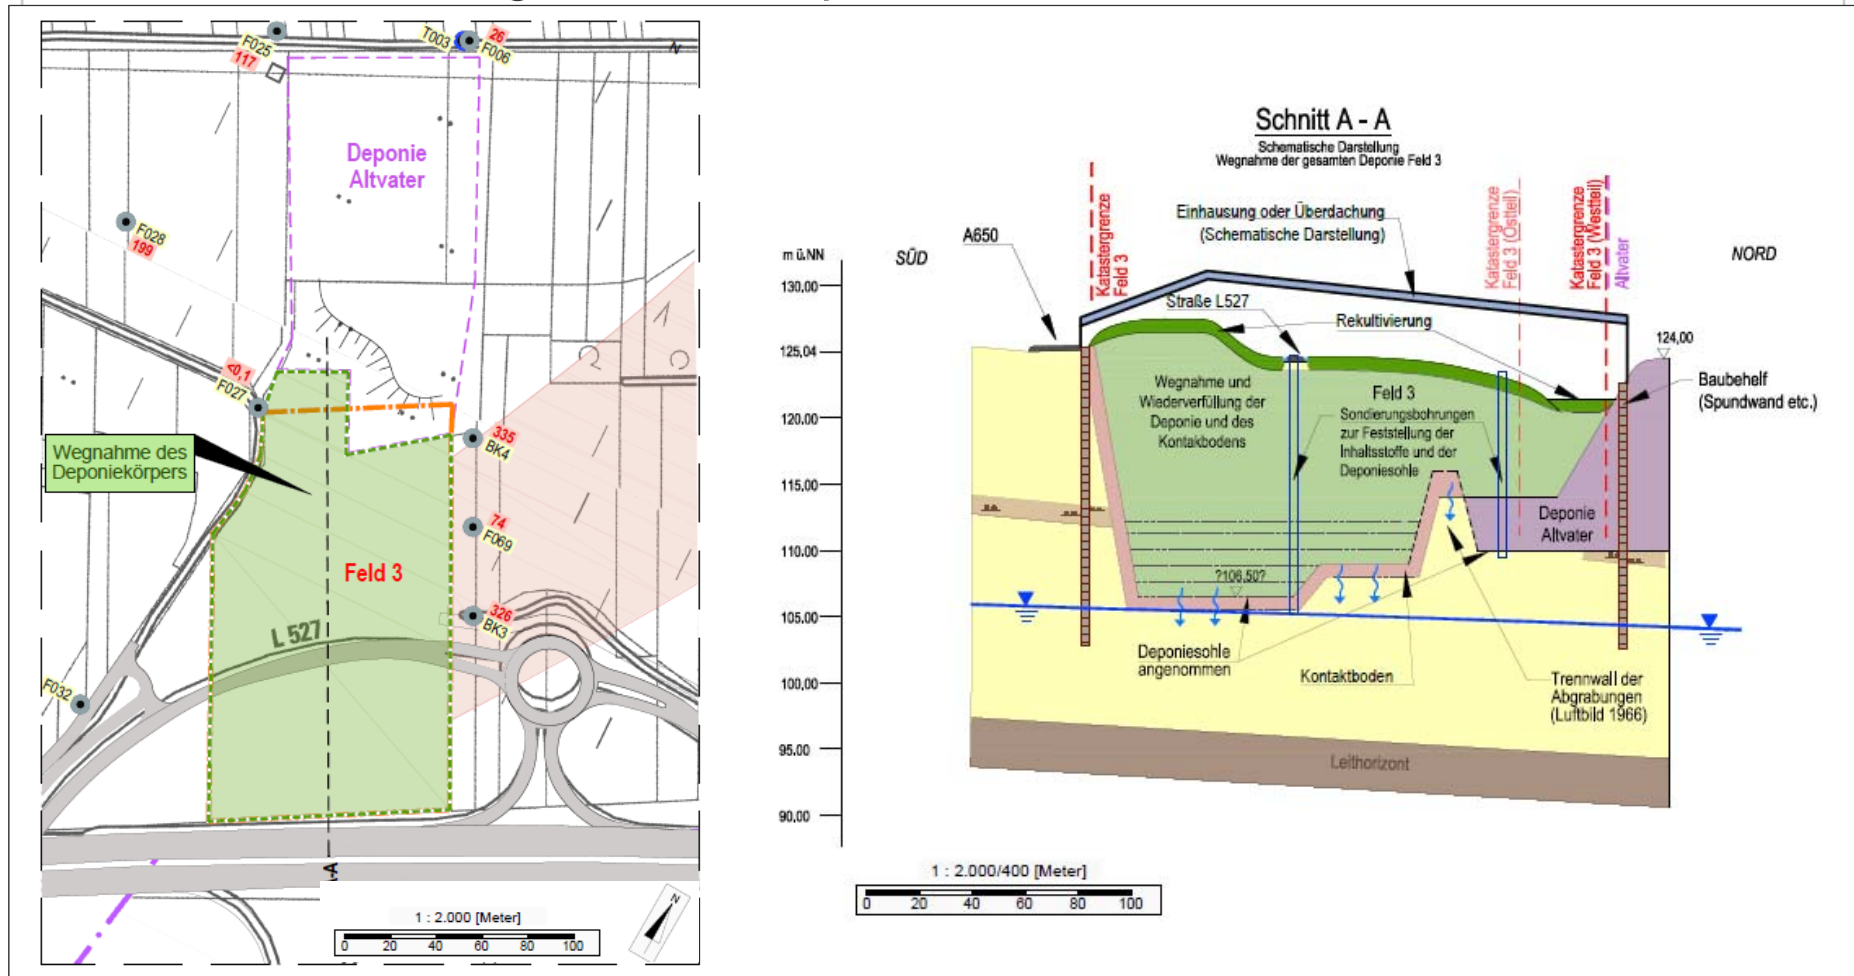 F025
117
T003
26
F006
N
Deponie
Altvater
F028
199
<0,1
F027
335
BK4
Wegnahme des
Deponiekörpers
74
F069
Feld 3
326
BK3
L 527
F032
1 : 2.000 [Meter]
0 20 40 60 80 100
N
Schnitt A - A
Schematische Darstellung
Wegnahme der gesamten Deponie Feld 3
Katastergrenze
Feld 3
Katastergrenze
Feld 3 (Ostteil)
Katastergrenze
Feld 3 (Westteil)
Altvater
Einhausung oder Überdachung
(Schematische Darstellung)
A650
m ü.NN
SÜD
NORD
130.00
125,04
120.00
115.00
110.00
105.00
100,00
95.00
90.00
Straße L527
Rekultivierung
124,00
Baubehelf
(Spundwand etc.)
Wegnahme und
Wiederverfüllung der
Deponie und des
Kontakbodens
Feld 3
Sondierungsbohrungen
zur Feststellung der
Inhaltsstoffe und der
Deponiesohle
Deponie
Altvater
?106,50?
Deponiesohle
angenommen
Kontaktboden
Trennwall der
Abgrabungen
(Luftbild 1966)
Leithorizont
1 : 2.000/400 [Meter]
0 20 40 60 80 100